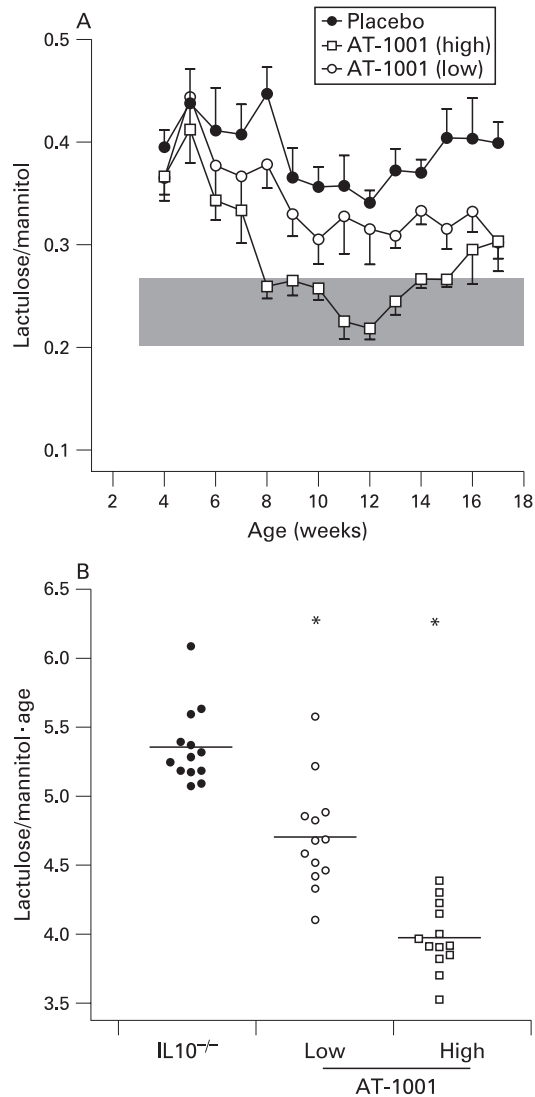 A
Placebo
AT-1001 (high)
AT-1001 (low)
0.5
0.4
0.3
0.2
0.1
Lactulose/mannitol
2 4 6 8 10 12 14 16 18
Age (weeks)
B
6.5
6.0
5.5
5.0
4.5
4.0
3.5
Lactulose/mannitol·age
* *
IL10⁻/⁻ Low High
AT-1001